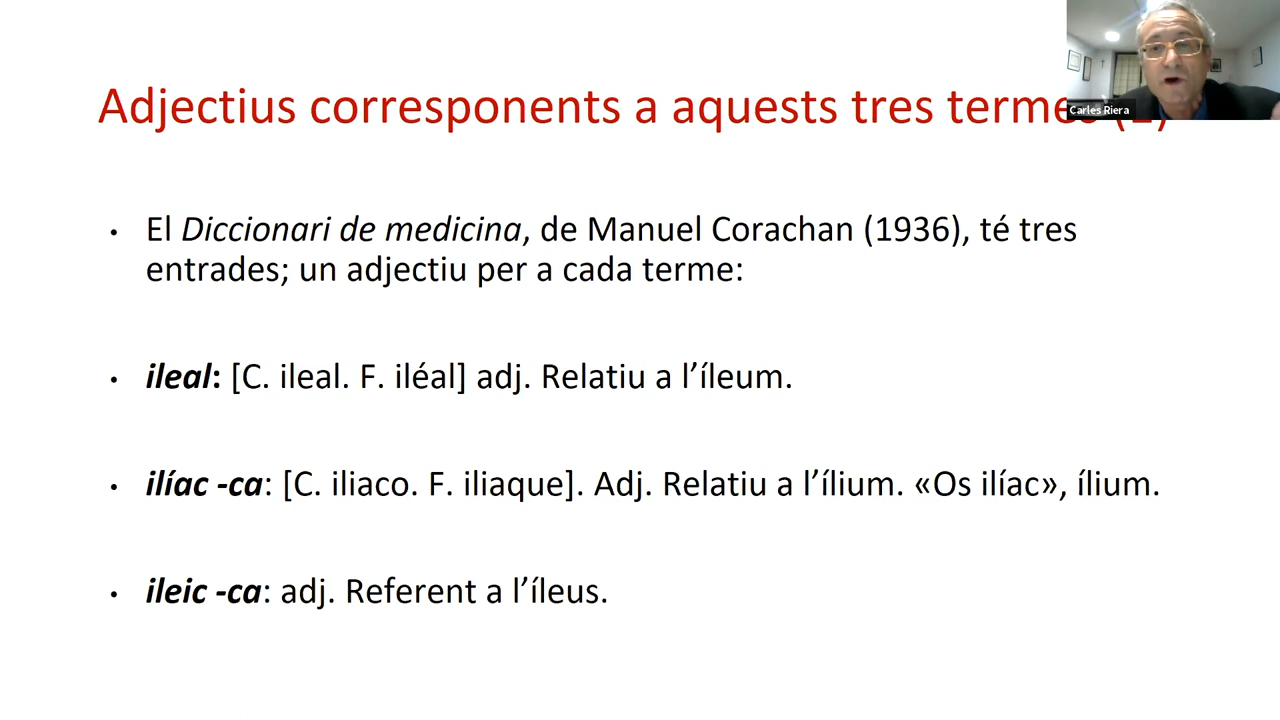 Adjectius corresponents a aquests tres termes
Carles Riera
• El Diccionari de medicina, de Manuel Corachan (1936), té tres
entrades; un adjectiu per a cada terme:
• ileal: [C. ileal. F. iléal] adj. Relatiu a l’íleum.
• ilíac -ca: [C. iliaco. F. iliaque]. Adj. Relatiu a l’ílium. «Os ilíac», ílium.
• ileic -ca: adj. Referent a l’íleus.